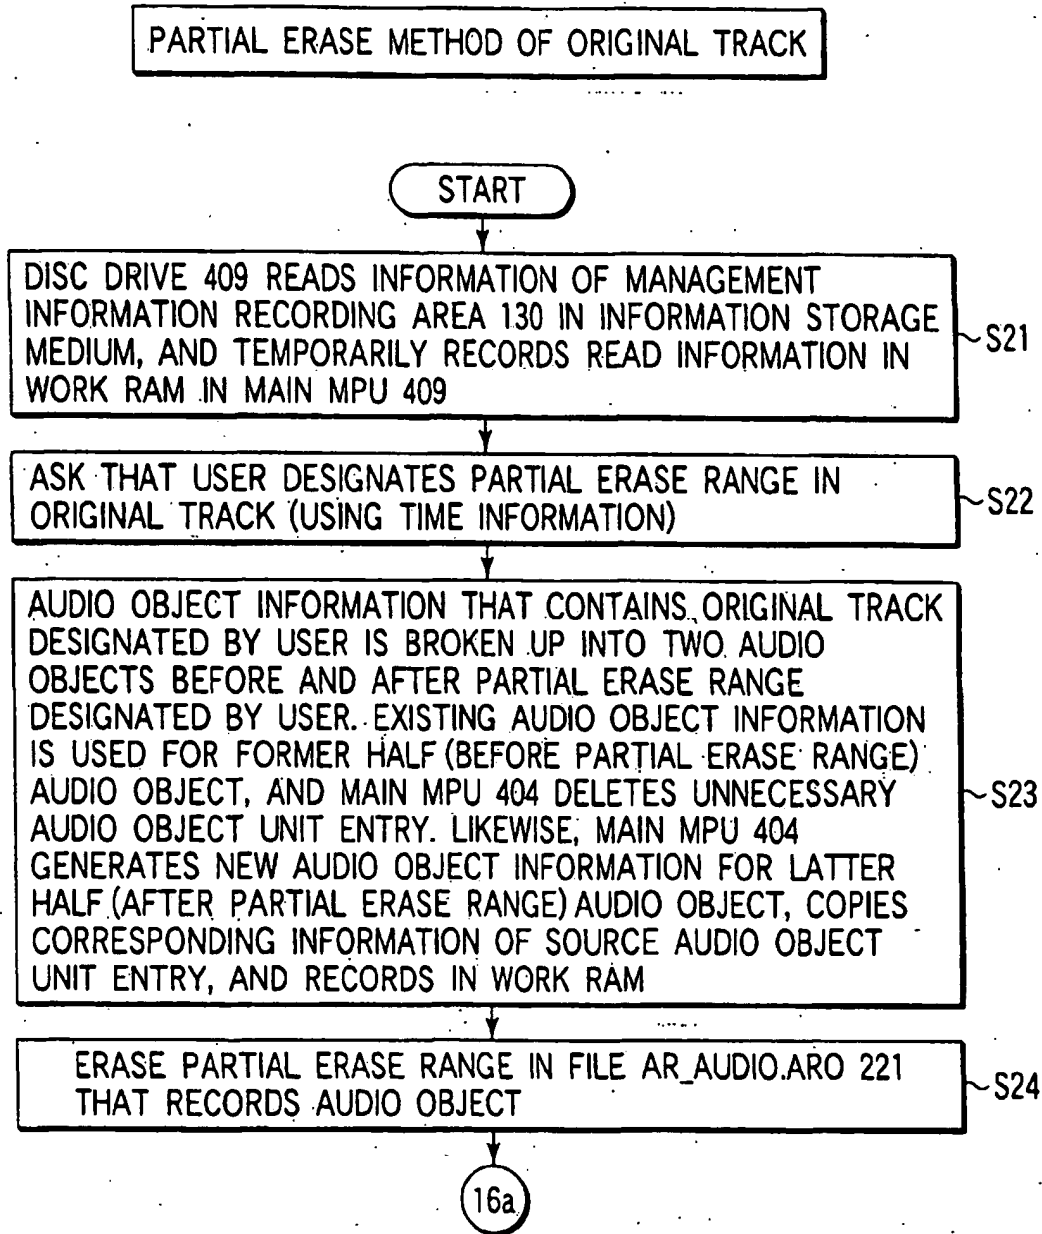 PARTIAL ERASE METHOD OF ORIGINAL TRACK
START
DISC DRIVE 409 READS INFORMATION OF MANAGEMENT
INFORMATION RECORDING AREA 130 IN INFORMATION STORAGE
MEDIUM, AND TEMPORARILY RECORDS READ INFORMATION IN
WORK RAM IN MAIN MPU 409
S21
ASK THAT USER DESIGNATES PARTIAL ERASE RANGE IN
ORIGINAL TRACK (USING TIME INFORMATION)
S22
AUDIO OBJECT INFORMATION THAT CONTAINS ORIGINAL TRACK
DESIGNATED BY USER IS BROKEN UP INTO TWO AUDIO
OBJECTS BEFORE AND AFTER PARTIAL ERASE RANGE
DESIGNATED BY USER. EXISTING AUDIO OBJECT INFORMATION
IS USED FOR FORMER HALF (BEFORE PARTIAL ERASE RANGE)
AUDIO OBJECT, AND MAIN MPU 404 DELETES UNNECESSARY
AUDIO OBJECT UNIT ENTRY. LIKEWISE, MAIN MPU 404
GENERATES NEW AUDIO OBJECT INFORMATION FOR LATTER
HALF (AFTER PARTIAL ERASE RANGE) AUDIO OBJECT, COPIES
CORRESPONDING INFORMATION OF SOURCE AUDIO OBJECT
UNIT ENTRY, AND RECORDS IN WORK RAM
S23
ERASE PARTIAL ERASE RANGE IN FILE AR_AUDIO.ARO 221
THAT RECORDS AUDIO OBJECT
S24
16a